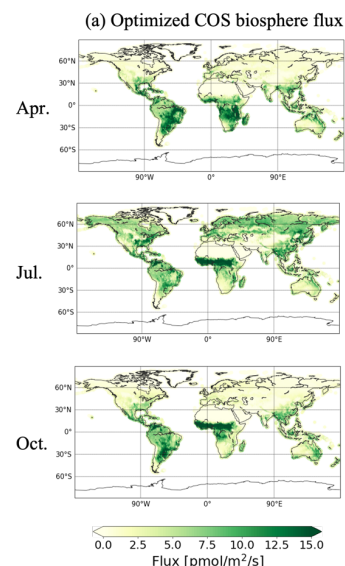 (a) Optimized COS biosphere flux
Apr.
60°N
30°N
0°
30°S
60°S
90°W 0° 90°E
Jul.
60°N
30°N
0°
30°S
60°S
90°W 0° 90°E
Oct.
60°N
30°N
0°
30°S
60°S
90°W 0° 90°E
0.0 2.5 5.0 7.5 10.0 12.5 15.0
Flux [pmol/m²/s]